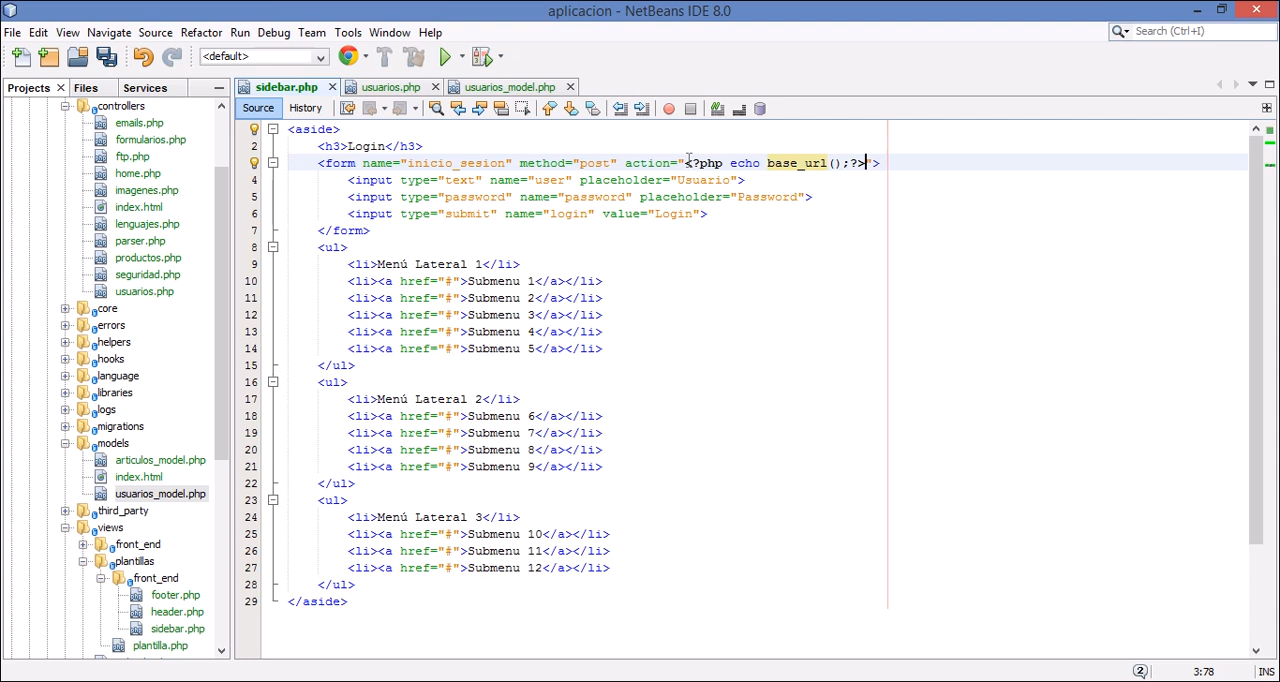 aplicacion - NetBeans IDE 8.0
File Edit View Navigate Source Refactor Run Debug Team Tools Window Help
Search (Ctrl+I)
<default>
Projects Files Services
sidebar.php usuarios.php usuarios_model.php
Source History
controllers
emails.php
formularios.php
ftp.php
home.php
imagenes.php
index.html
lenguajes.php
parser.php
productos.php
seguridad.php
usuarios.php
core
errors
helpers
hooks
language
libraries
logs
migrations
models
articulos_model.php
index.html
usuarios_model.php
third_party
views
front_end
plantillas
front_end
footer.php
header.php
sidebar.php
plantilla.php
<aside>
2 <h3>Login</h3>
<form name="inicio_sesion" method="post" action="<?php echo base_url();?>">
4 <input type="text" name="user" placeholder="Usuario">
5 <input type="password" name="password" placeholder="Password">
6 <input type="submit" name="login" value="Login">
7 </form>
8 <ul>
9 <li>Menú Lateral 1</li>
10 <li><a href="#">Submenu 1</a></li>
11 <li><a href="#">Submenu 2</a></li>
12 <li><a href="#">Submenu 3</a></li>
13 <li><a href="#">Submenu 4</a></li>
14 <li><a href="#">Submenu 5</a></li>
15 </ul>
16 <ul>
17 <li>Menú Lateral 2</li>
18 <li><a href="#">Submenu 6</a></li>
19 <li><a href="#">Submenu 7</a></li>
20 <li><a href="#">Submenu 8</a></li>
21 <li><a href="#">Submenu 9</a></li>
22 </ul>
23 <ul>
24 <li>Menú Lateral 3</li>
25 <li><a href="#">Submenu 10</a></li>
26 <li><a href="#">Submenu 11</a></li>
27 <li><a href="#">Submenu 12</a></li>
28 </ul>
29 </aside>
2 3:78 INS